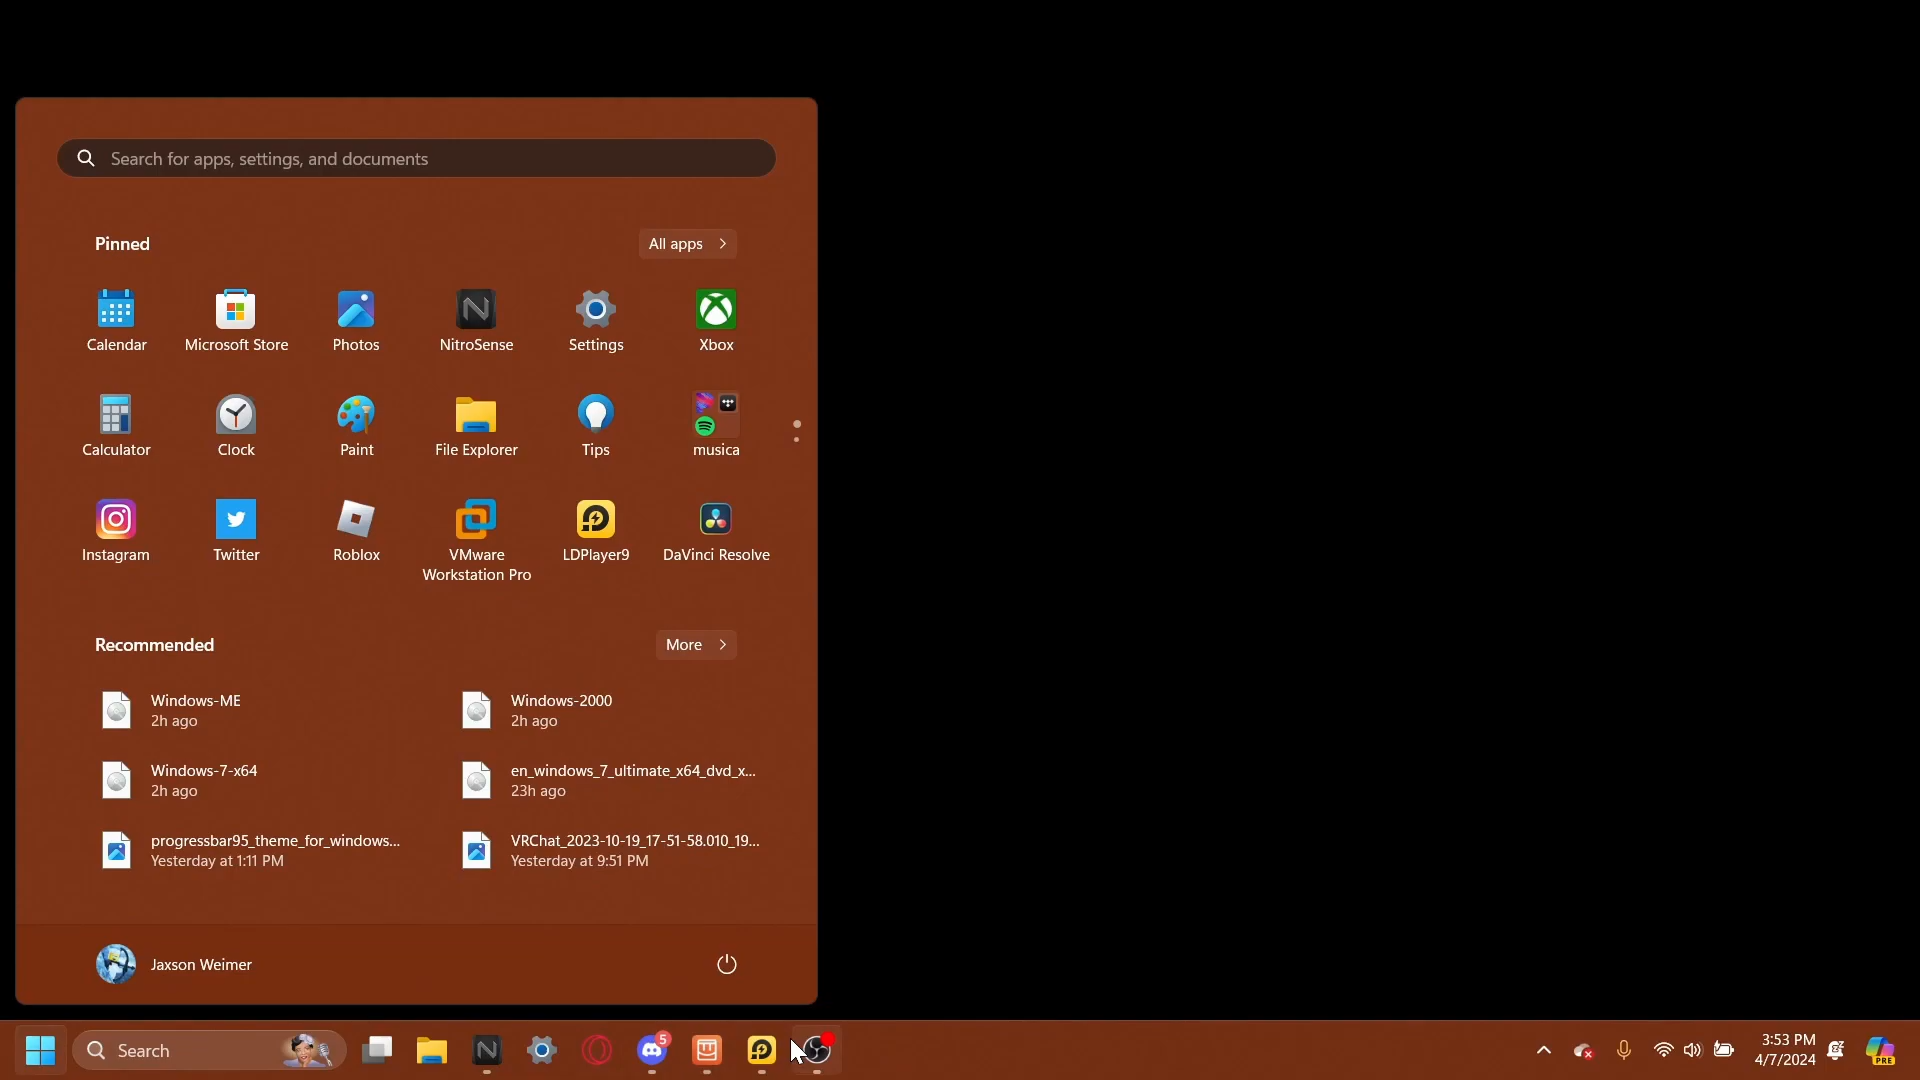 Search for apps, settings, and documents
Pinned
All apps
Calendar
Microsoft Store
Photos
NitroSense
Settings
Xbox
Calculator
Clock
Paint
File Explorer
Tips
musica
Instagram
Twitter
Roblox
VMware
Workstation Pro
LDPlayer9
DaVinci Resolve
Recommended
More
Windows-ME
2h ago
Windows-2000
2h ago
Windows-7-x64
2h ago
en_windows_7_ultimate_x64_dvd_x...
23h ago
progressbar95_theme_for_windows...
Yesterday at 1:11 PM
VRChat_2023-10-19_17-51-58.010_19...
Yesterday at 9:51 PM
Jaxson Weimer
Search
5
3:53 PM
4/7/2024
PRE